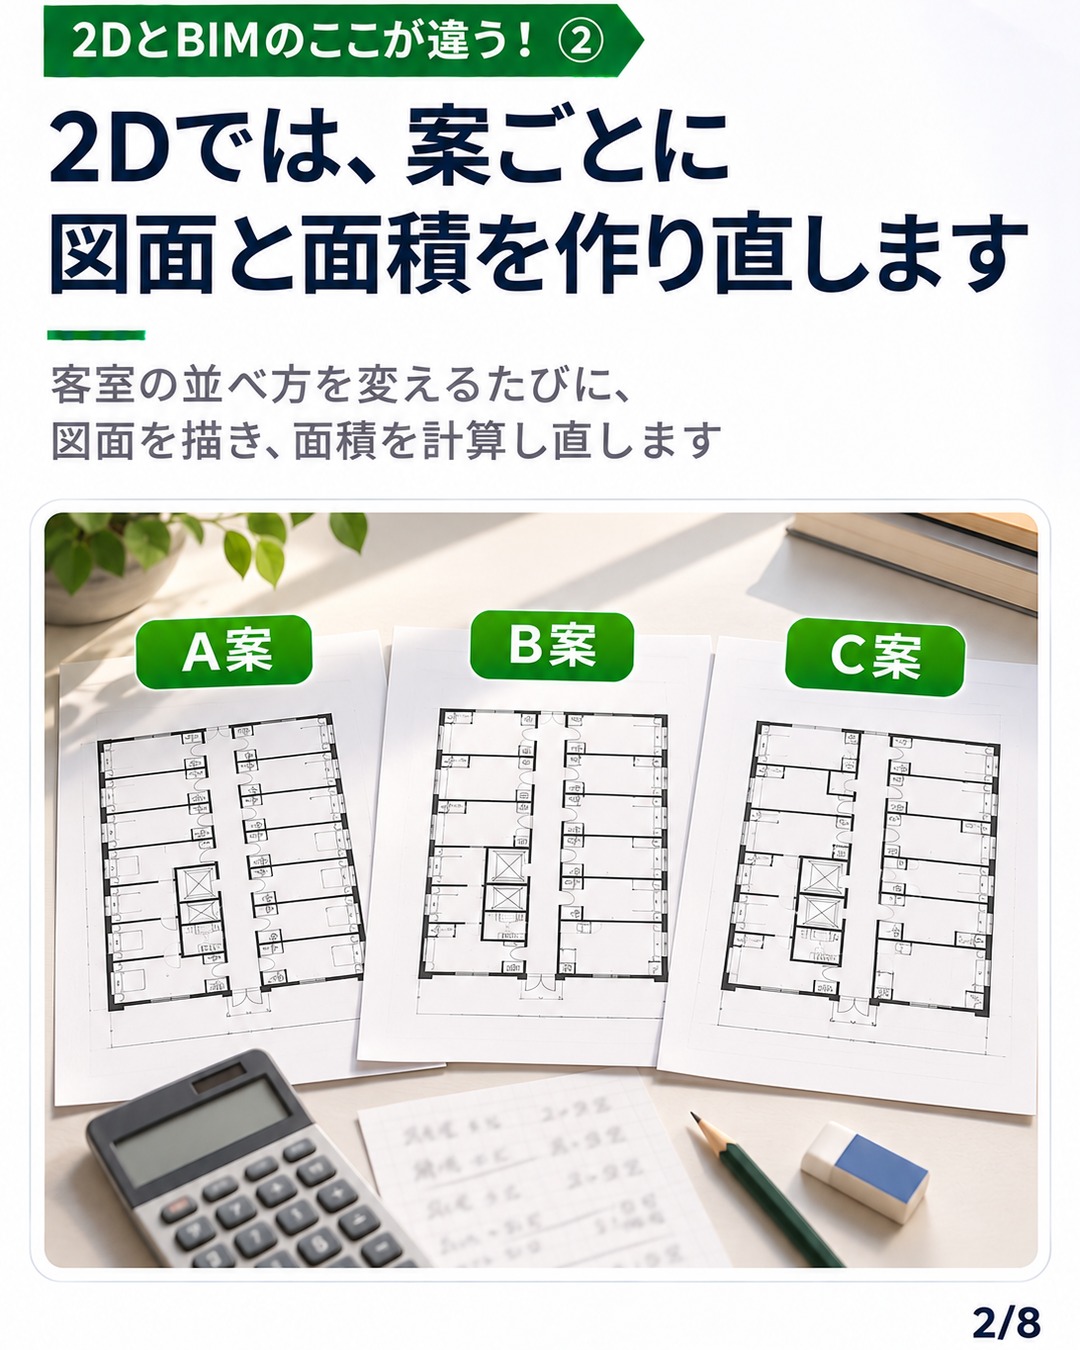 2DとBIMのここが違う！ ②
2Dでは、案ごとに
図面と面積を作り直します
客室の並べ方を変えるたびに、
図面を描き、面積を計算し直します
A案
B案
C案
2/8